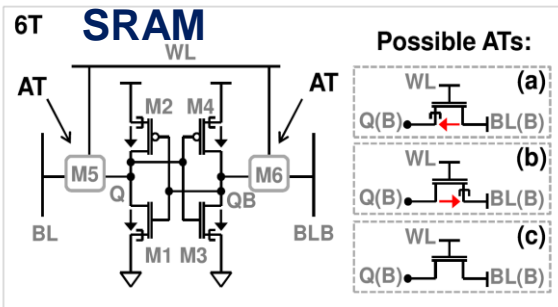 6T SRAM
WL
AT
AT
M2
M4
M5
Q
QB
M6
BL
M1
M3
BLB
Possible ATs:
(a)
WL
Q(B)
BL(B)
(b)
WL
Q(B)
BL(B)
(c)
WL
Q(B)
BL(B)